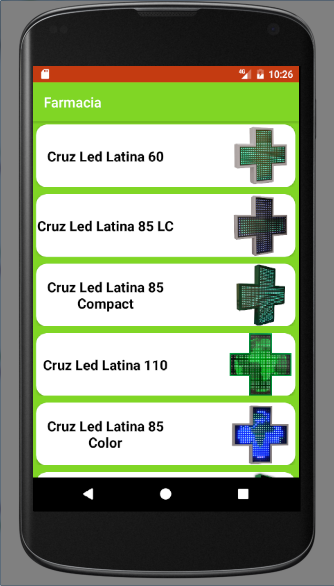 4G 10:26
Farmacia
Cruz Led Latina 60
Cruz Led Latina 85 LC
Cruz Led Latina 85
Compact
Cruz Led Latina 110
Cruz Led Latina 85
Color